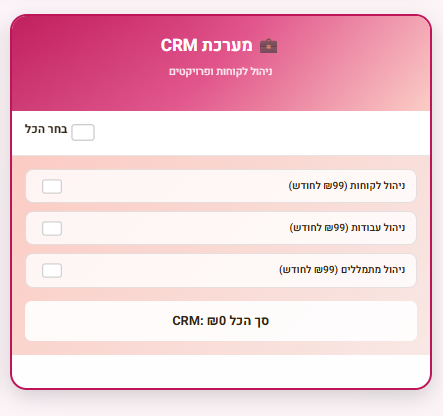 💼 מערכת CRM
ניהול לקוחות ופרויקטים
בחר הכל
ניהול לקוחות (₪99 לחודש)
ניהול עבודות (₪99 לחודש)
ניהול מתמללים (₪99 לחודש)
סך הכל CRM: ₪0